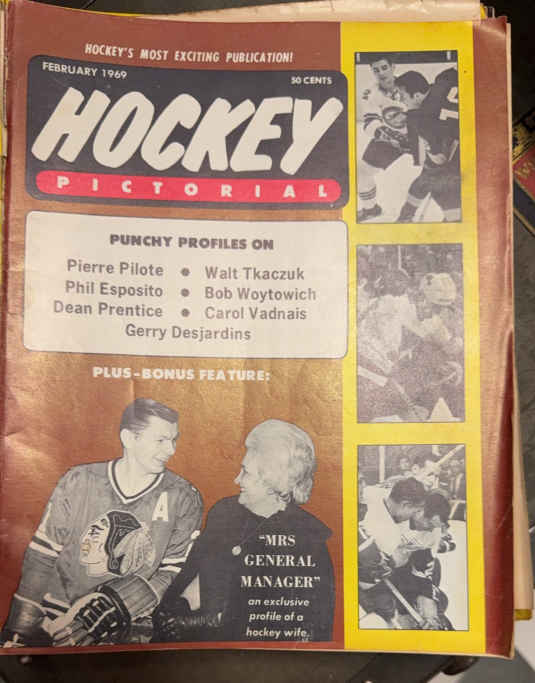 HOCKEY'S MOST EXCITING PUBLICATION!
FEBRUARY 1969 50 CENTS
HOCKEY
PICTORIAL
PUNCHY PROFILES ON
Pierre Pilote ● Walt Tkaczuk
Phil Esposito ● Bob Woytowich
Dean Prentice ● Carol Vadnais
Gerry Desjardins
PLUS-BONUS FEATURE:
A
"MRS
GENERAL
MANAGER"
an exclusive
profile of a
hockey wife.